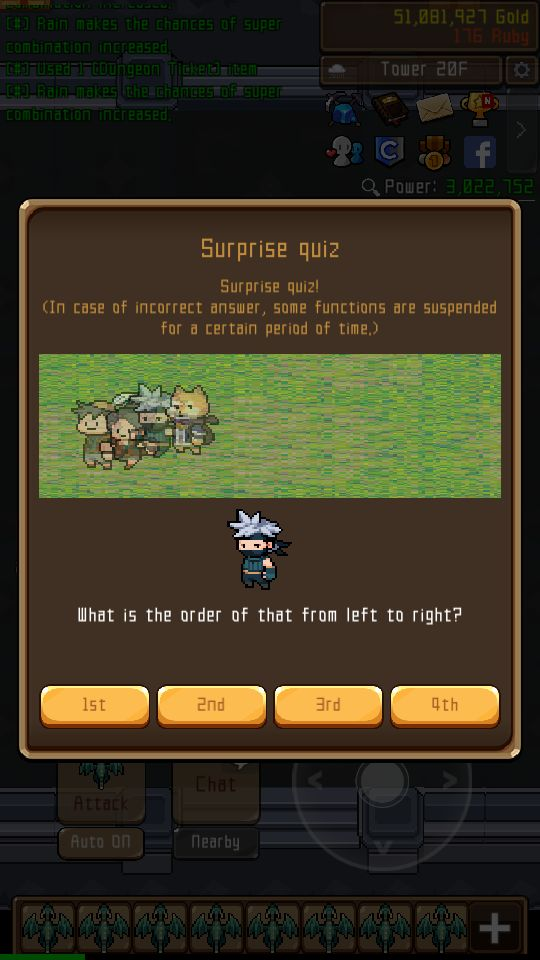 combination increased.
[#] Rain makes the chances of super
combination increased.
[#] Used 1 [Dungeon Ticket] item
[#] Rain makes the chances of super
combination increased.
51,081,927 Gold
176 Ruby
Tower 20F
N
C
f
Power: 3,022,752
Surprise quiz
Surprise quiz!
(In case of incorrect answer, some functions are suspended
for a certain period of time.)
What is the order of that from left to right?
1st
2nd
3rd
4th
Attack
Chat
Auto ON
Nearby